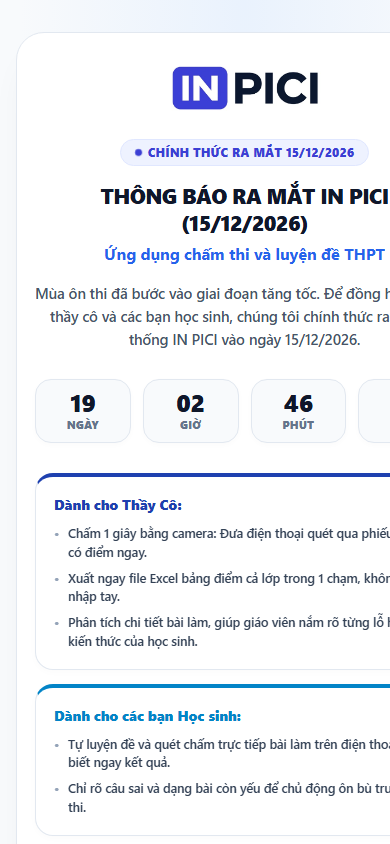 IN PICI
CHÍNH THỨC RA MẮT 15/12/2026
THÔNG BÁO RA MẮT IN PICI
(15/12/2026)
Ứng dụng chấm thi và luyện đề THPT
Mùa ôn thi đã bước vào giai đoạn tăng tốc. Để đồng
thầy cô và các bạn học sinh, chúng tôi chính thức ra
thống IN PICI vào ngày 15/12/2026.
19 02 46
NGÀY GIỜ PHÚT
Dành cho Thầy Cô:
• Chấm 1 giây bằng camera: Đưa điện thoại quét qua
có điểm ngay.
• Xuất ngay file Excel bảng điểm cả lớp trong 1 chạm,
nhập tay.
• Phân tích chi tiết bài làm, giúp giáo viên nắm rõ từng lỗ
kiến thức của học sinh.
Dành cho các bạn Học sinh:
• Tự luyện đề và quét chấm trực tiếp bài làm trên điện
biết ngay kết quả.
• Chỉ rõ câu sai và dạng bài còn yếu để chủ động ôn bù
thi.